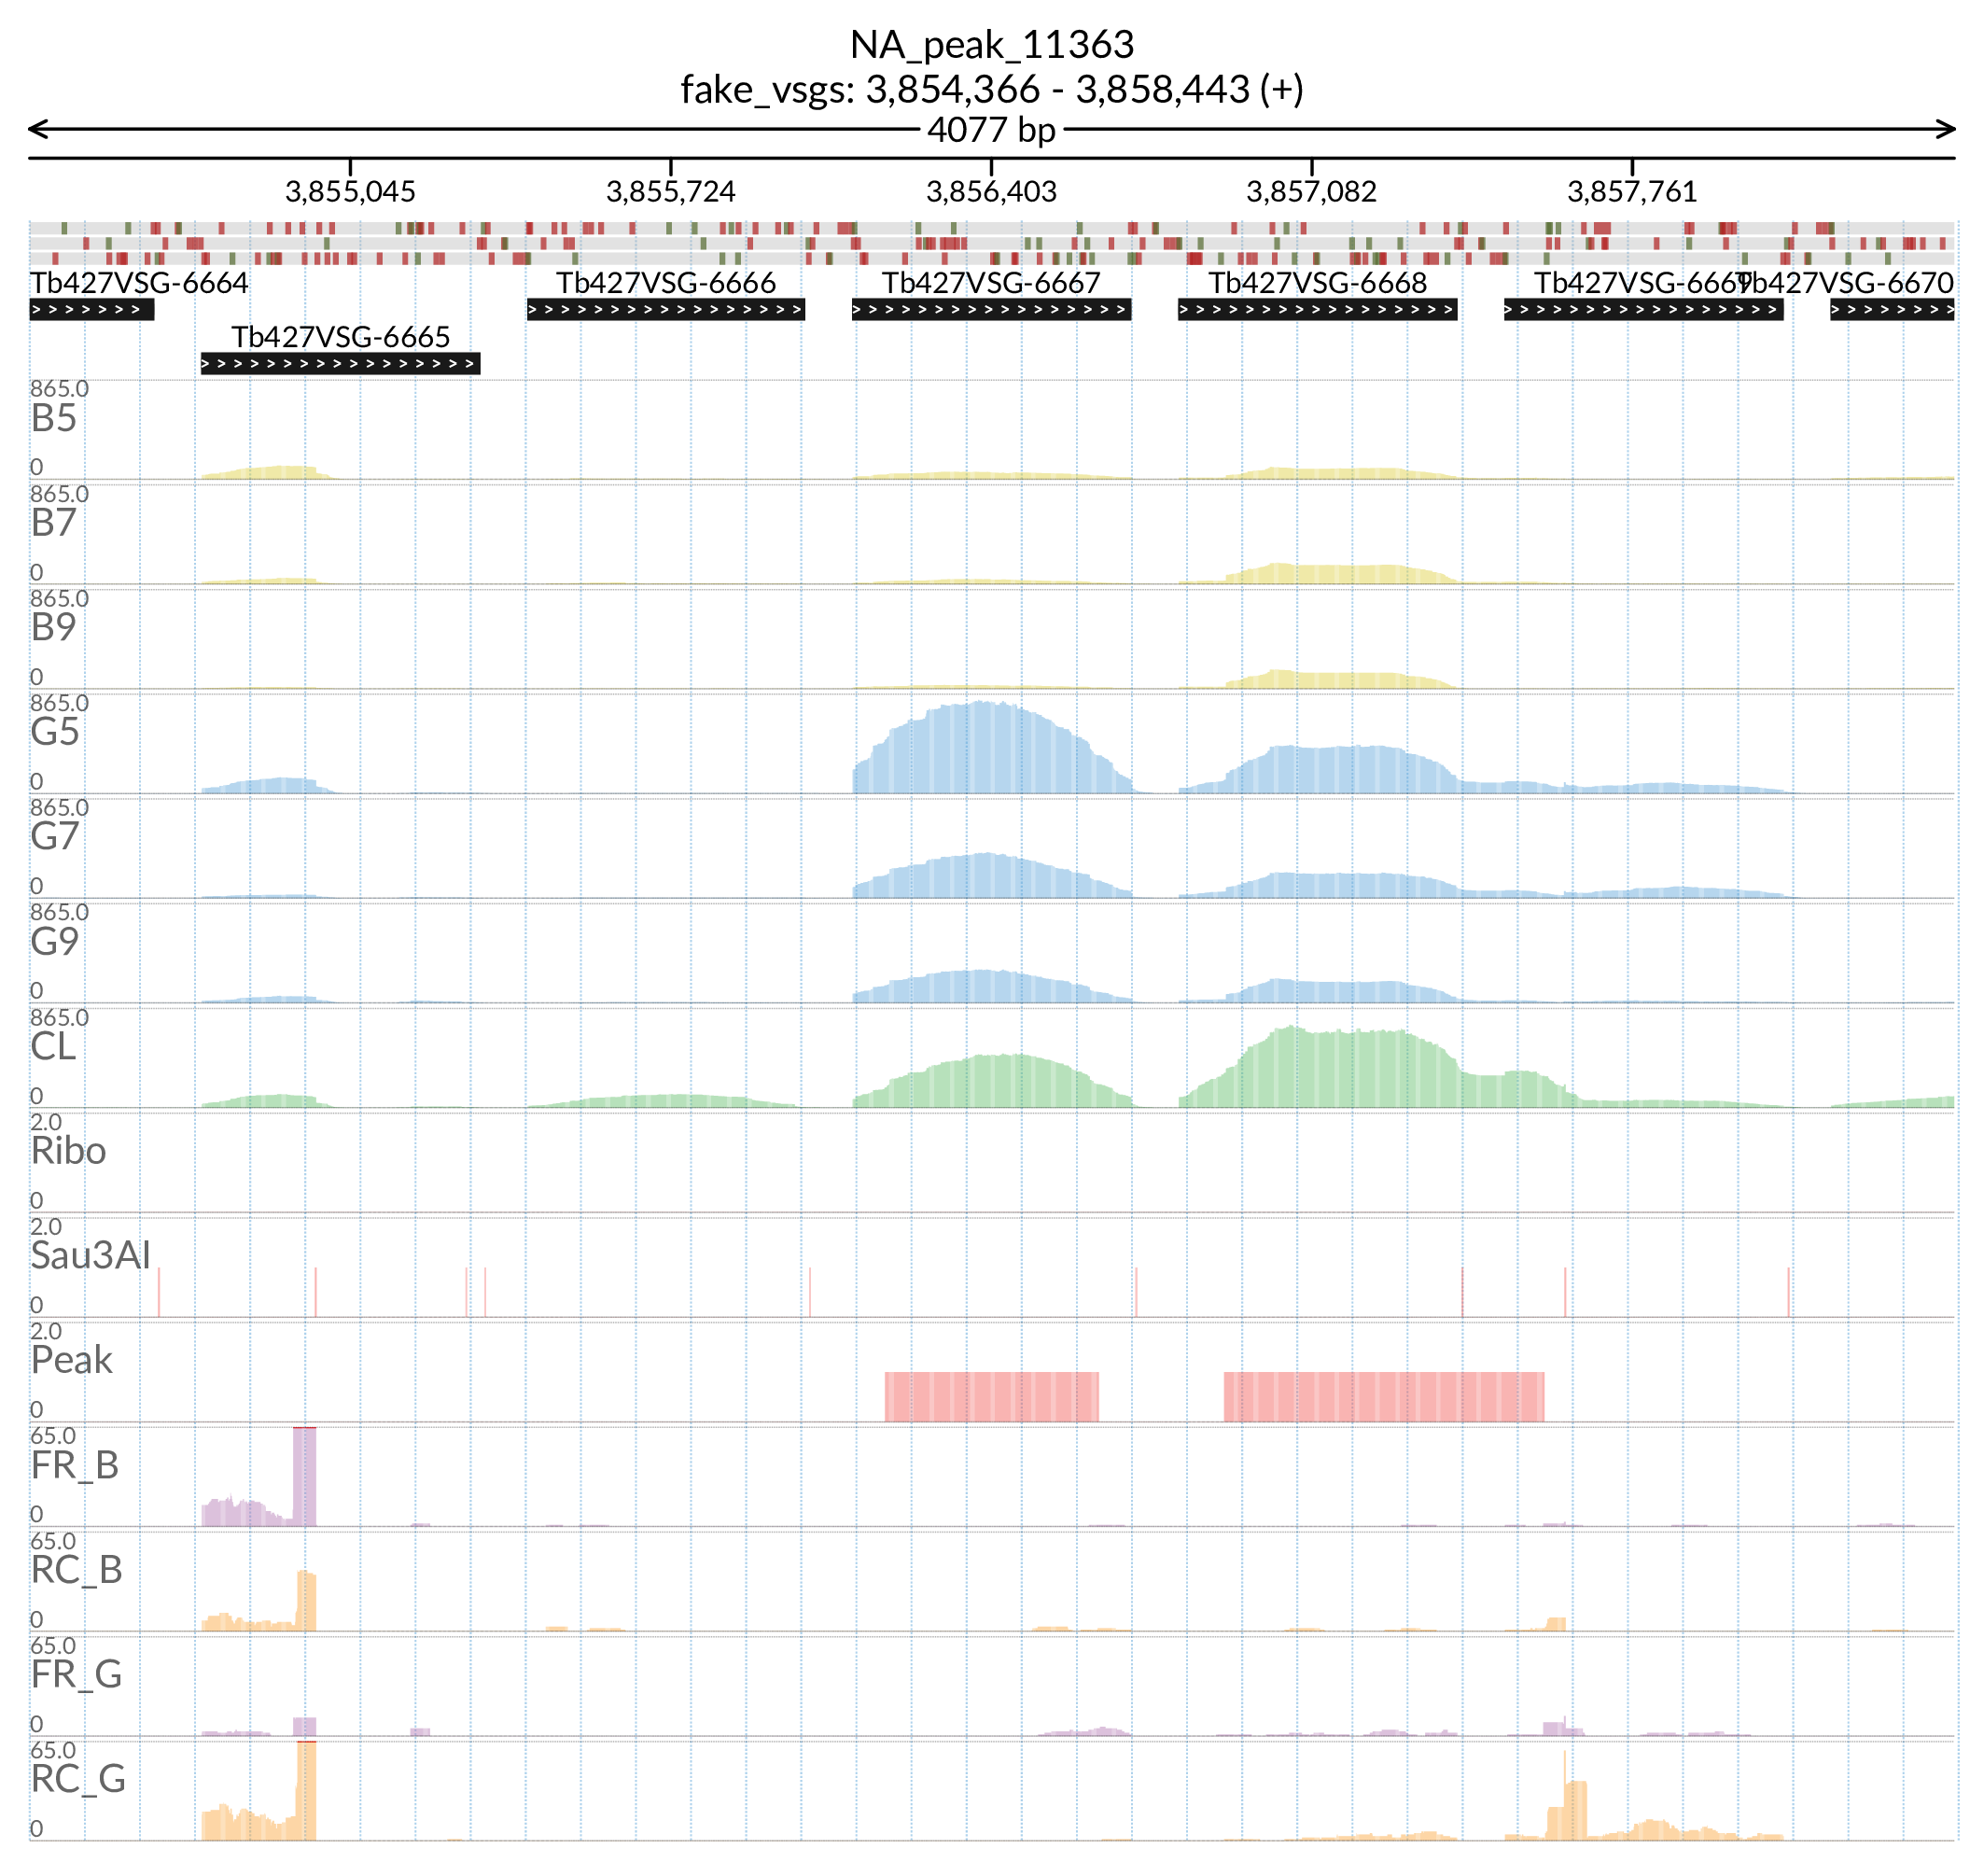 NA_peak_11363
fake_vsgs: 3,854,366 - 3,858,443 (+)
4077 bp
3,855,045 3,855,724 3,856,403 3,857,082 3,857,761
Tb427VSG-6664 Tb427VSG-6666 Tb427VSG-6667 Tb427VSG-6668 Tb427VSG-6669 Tb427VSG-6670
Tb427VSG-6665
865.0
B5
0
865.0
B7
0
865.0
B9
0
865.0
G5
0
865.0
G7
0
865.0
G9
0
865.0
CL
0
2.0
Ribo
0
2.0
Sau3AI
0
2.0
Peak
0
65.0
FR_B
0
65.0
RC_B
0
65.0
FR_G
0
65.0
RC_G
0